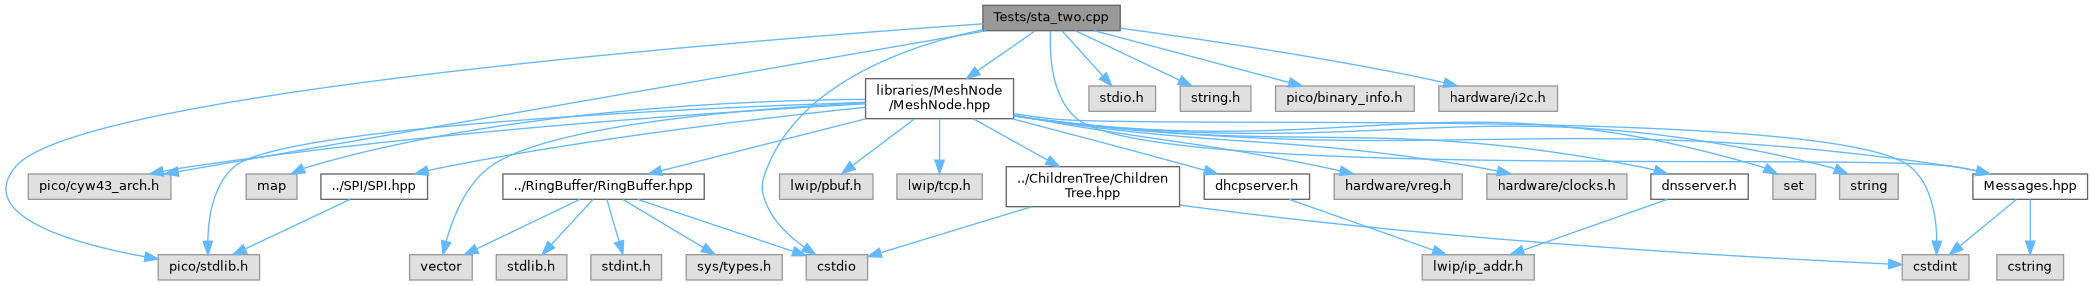 Tests/sta_two.cpp
libraries/MeshNode
/MeshNode.hpp
stdio.h
string.h
pico/binary_info.h
hardware/i2c.h
pico/cyw43_arch.h
map
../SPI/SPI.hpp
../RingBuffer/RingBuffer.hpp
lwip/pbuf.h
lwip/tcp.h
../ChildrenTree/Children
Tree.hpp
dhcpserver.h
hardware/vreg.h
hardware/clocks.h
dnsserver.h
set
string
Messages.hpp
pico/stdlib.h
vector
stdlib.h
stdint.h
sys/types.h
cstdio
lwip/ip_addr.h
cstdint
cstring